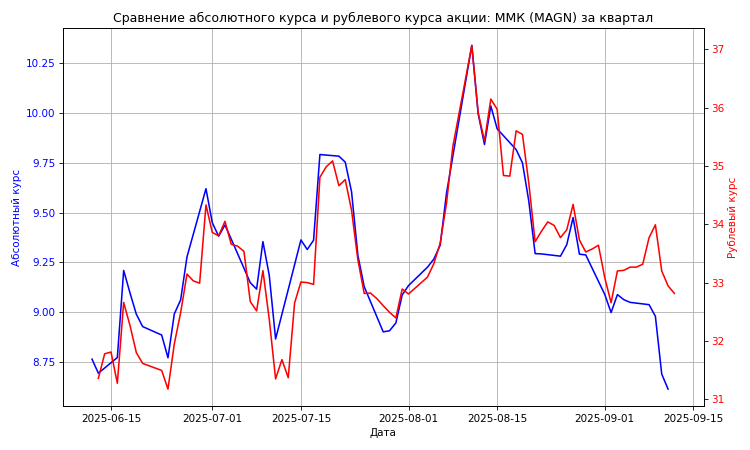 Сравнение абсолютного курса и рублевого курса акции: ММК (MAGN) за квартал
10.25
10.00
9.75
9.50
9.25
9.00
8.75
Абсолютный курс
37
36
35
34
33
32
31
Рублевый курс
2025-06-15 2025-07-01 2025-07-15 2025-08-01 2025-08-15 2025-09-01 2025-09-15
Дата